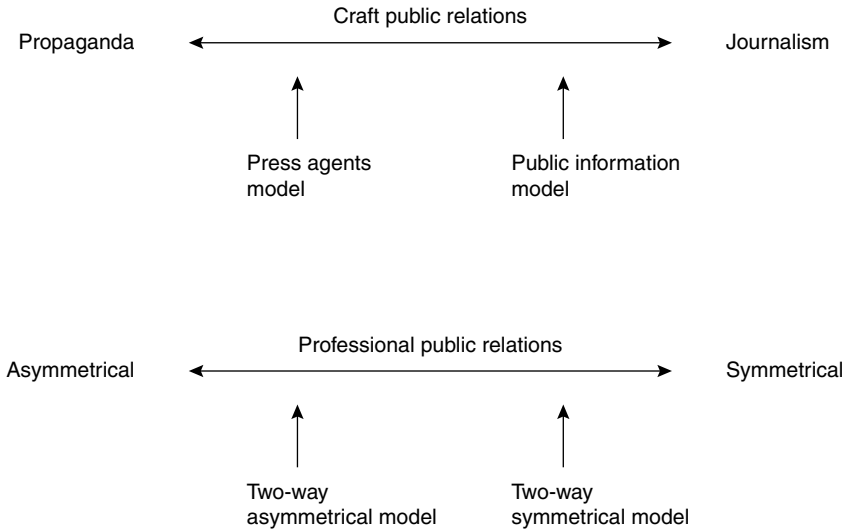 Craft public relations
Propaganda
Journalism
Press agents
model
Public information
model
Professional public relations
Asymmetrical
Symmetrical
Two-way
asymmetrical model
Two-way
symmetrical model